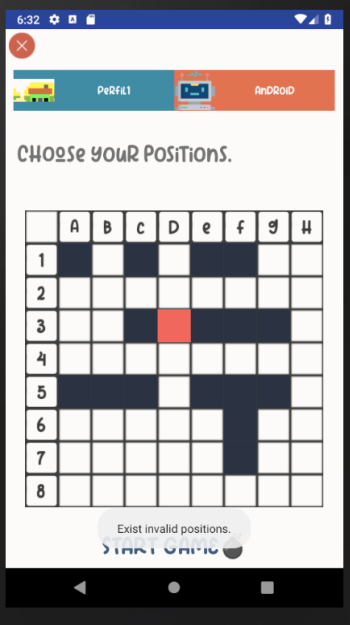 6:32
PeRfiL1
AnDRoiD
CHOoSe youR PoSiTionS.
A B C D e f g H
1
2
3
4
5
6
7
8
Exist invalid positions.
START GAME